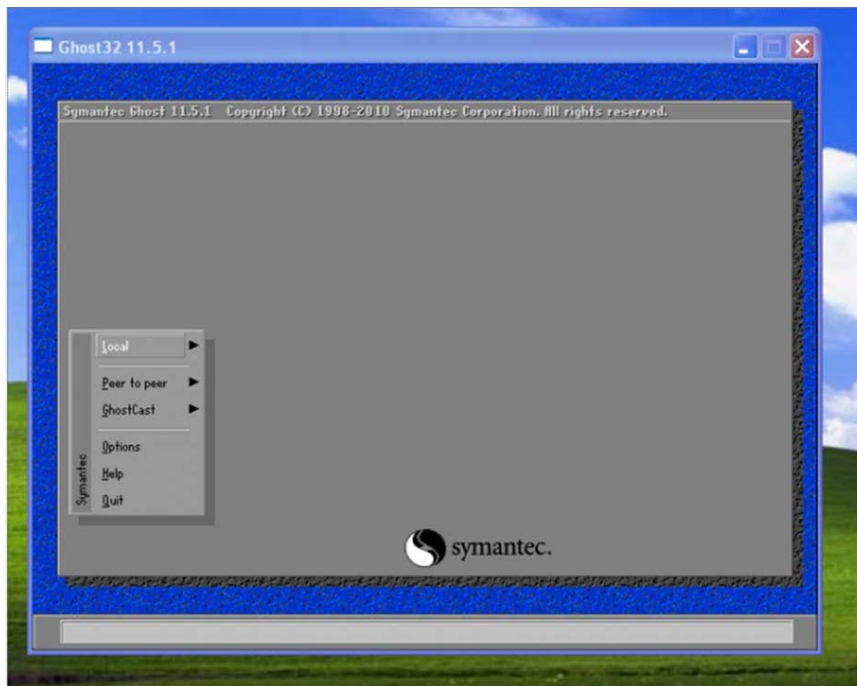 Ghost32 11.5.1
Symantec Ghost 11.5.1 Copyright (C) 1998-2010 Symantec Corporation. All rights reserved.
Local
Peer to peer
GhostCast
Options
Help
Quit
Symantec
symantec.